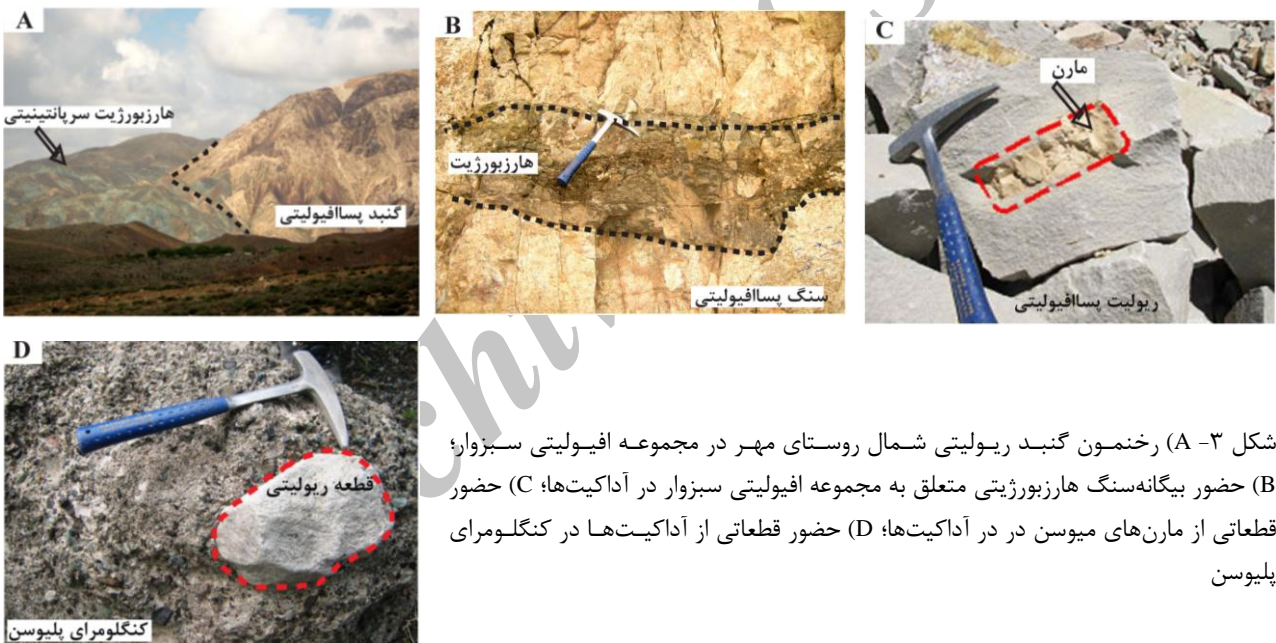 A
هارزبورژیت سرپانتینیتی
گنبد پساافیولیتی
B
هارزبورژیت
سنگ پساافیولیتی
C
مارن
ریولیت پساافیولیتی
D
قطعه ریولیتی
کنگلومرای پلیوسن
شکل ۳- A) رخنمون گنبد ریولیتی شمال روستای مهر در مجموعه افیولیتی سبزوار؛
B) حضور بیگانه‌سنگ هارزبورژیتی متعلق به مجموعه افیولیتی سبزوار در آداکیت‌ها؛ C) حضور
قطعاتی از مارن‌های میوسن در در آداکیت‌ها؛ D) حضور قطعاتی از آداکیت‌ها در کنگلومرای
پلیوسن